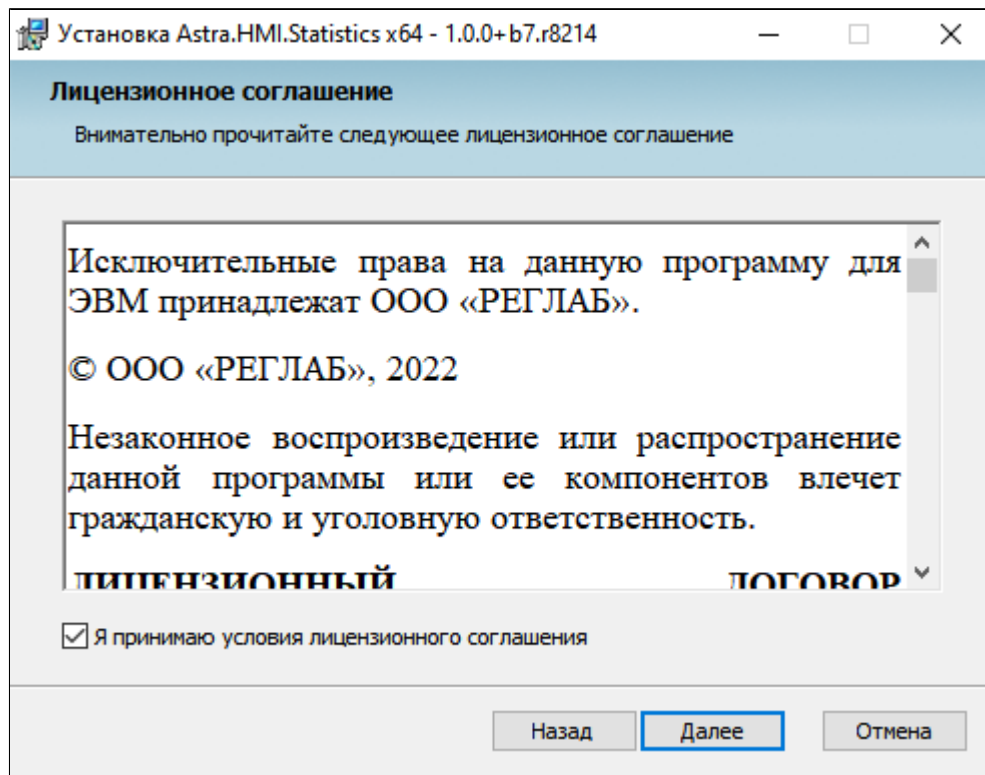 Установка Astra.HMI.Statistics x64 - 1.0.0+b7.r8214
Лицензионное соглашение
Внимательно прочитайте следующее лицензионное соглашение
Исключительные права на данную программу для
ЭВМ принадлежат ООО «РЕГЛАБ».
© ООО «РЕГЛАБ», 2022
Незаконное воспроизведение или распространение
данной программы или ее компонентов влечет
гражданскую и уголовную ответственность.
ЛИЦЕНЗИОННЫЙ ДОГОВОР
Я принимаю условия лицензионного соглашения
Назад Далее Отмена